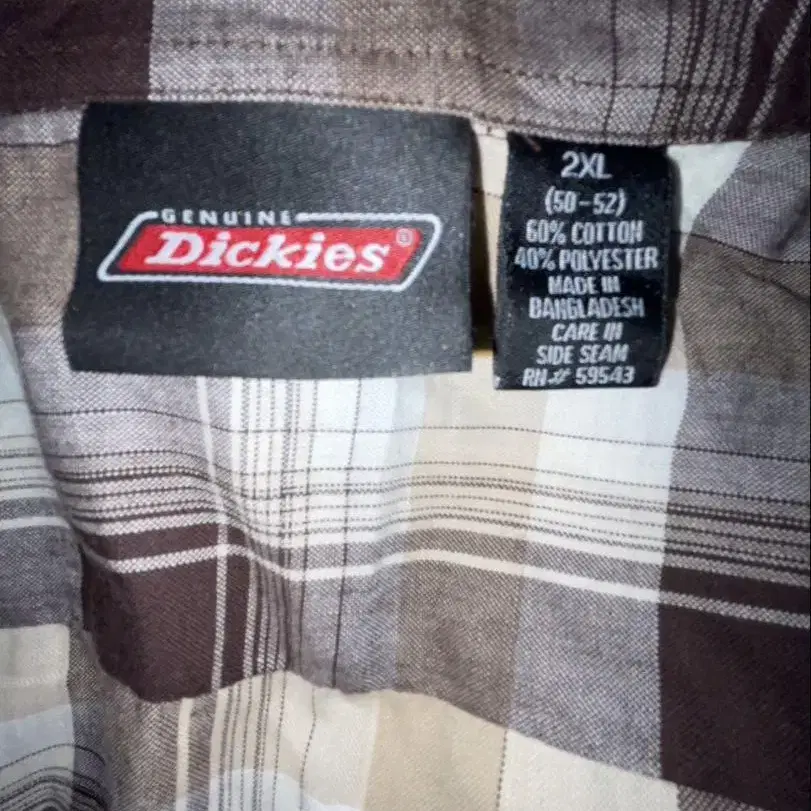 GENUINE
Dickies®
2XL
(50-52)
60% COTTON
40% POLYESTER
MADE IN
BANGLADESH
CARE IN
SIDE SEAM
RN# 59543